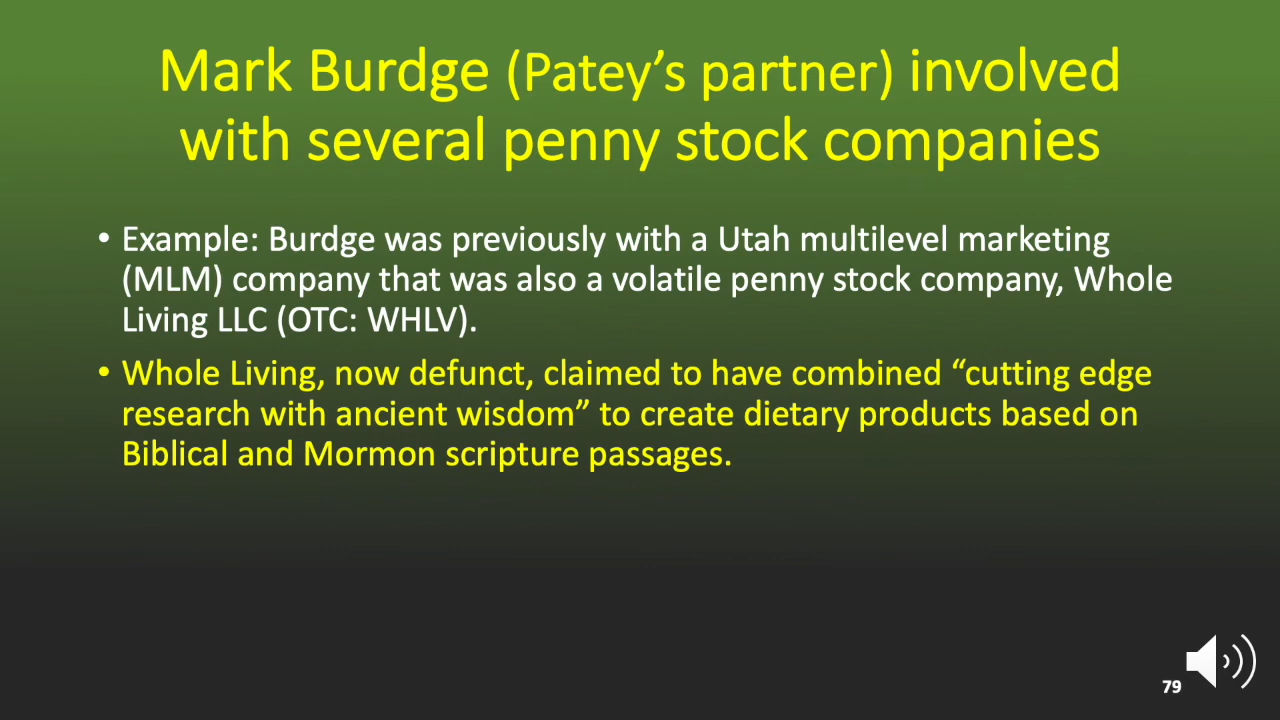 Mark Burdge (Patey’s partner) involved
with several penny stock companies
• Example: Burdge was previously with a Utah multilevel marketing
(MLM) company that was also a volatile penny stock company, Whole
Living LLC (OTC: WHLV).
• Whole Living, now defunct, claimed to have combined “cutting edge
research with ancient wisdom” to create dietary products based on
Biblical and Mormon scripture passages.
79